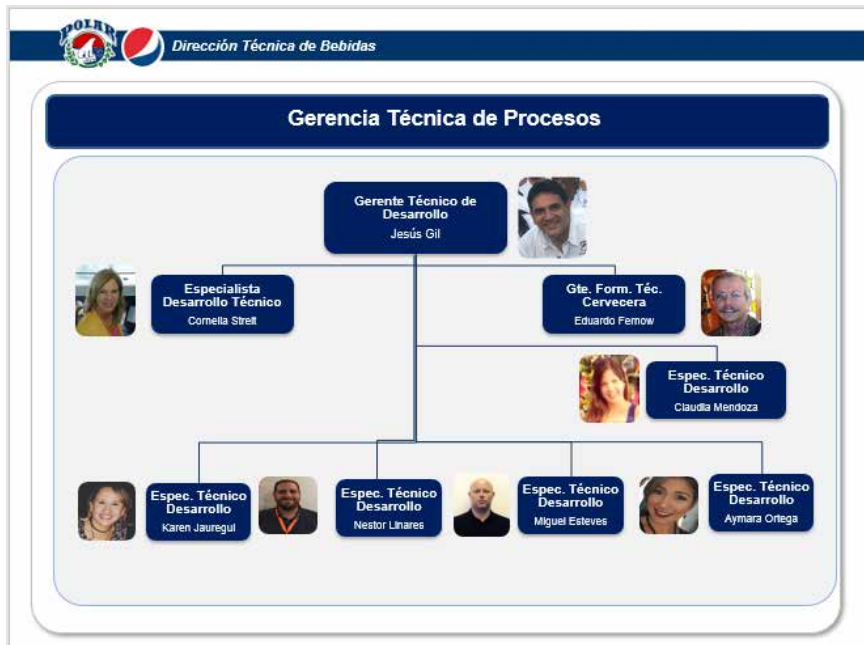 POLAR
Dirección Técnica de Bebidas
Gerencia Técnica de Procesos
Gerente Técnico de
Desarrollo
Jesús Gil
Especialista
Desarrollo Técnico
Cornelia Streit
Gte. Form. Téc.
Cervecera
Eduardo Fernow
Espec. Técnico
Desarrollo
Claudia Mendoza
Espec. Técnico
Desarrollo
Karen Jauregui
Espec. Técnico
Desarrollo
Nestor Linares
Espec. Técnico
Desarrollo
Miguel Esteves
Espec. Técnico
Desarrollo
Aymara Ortega